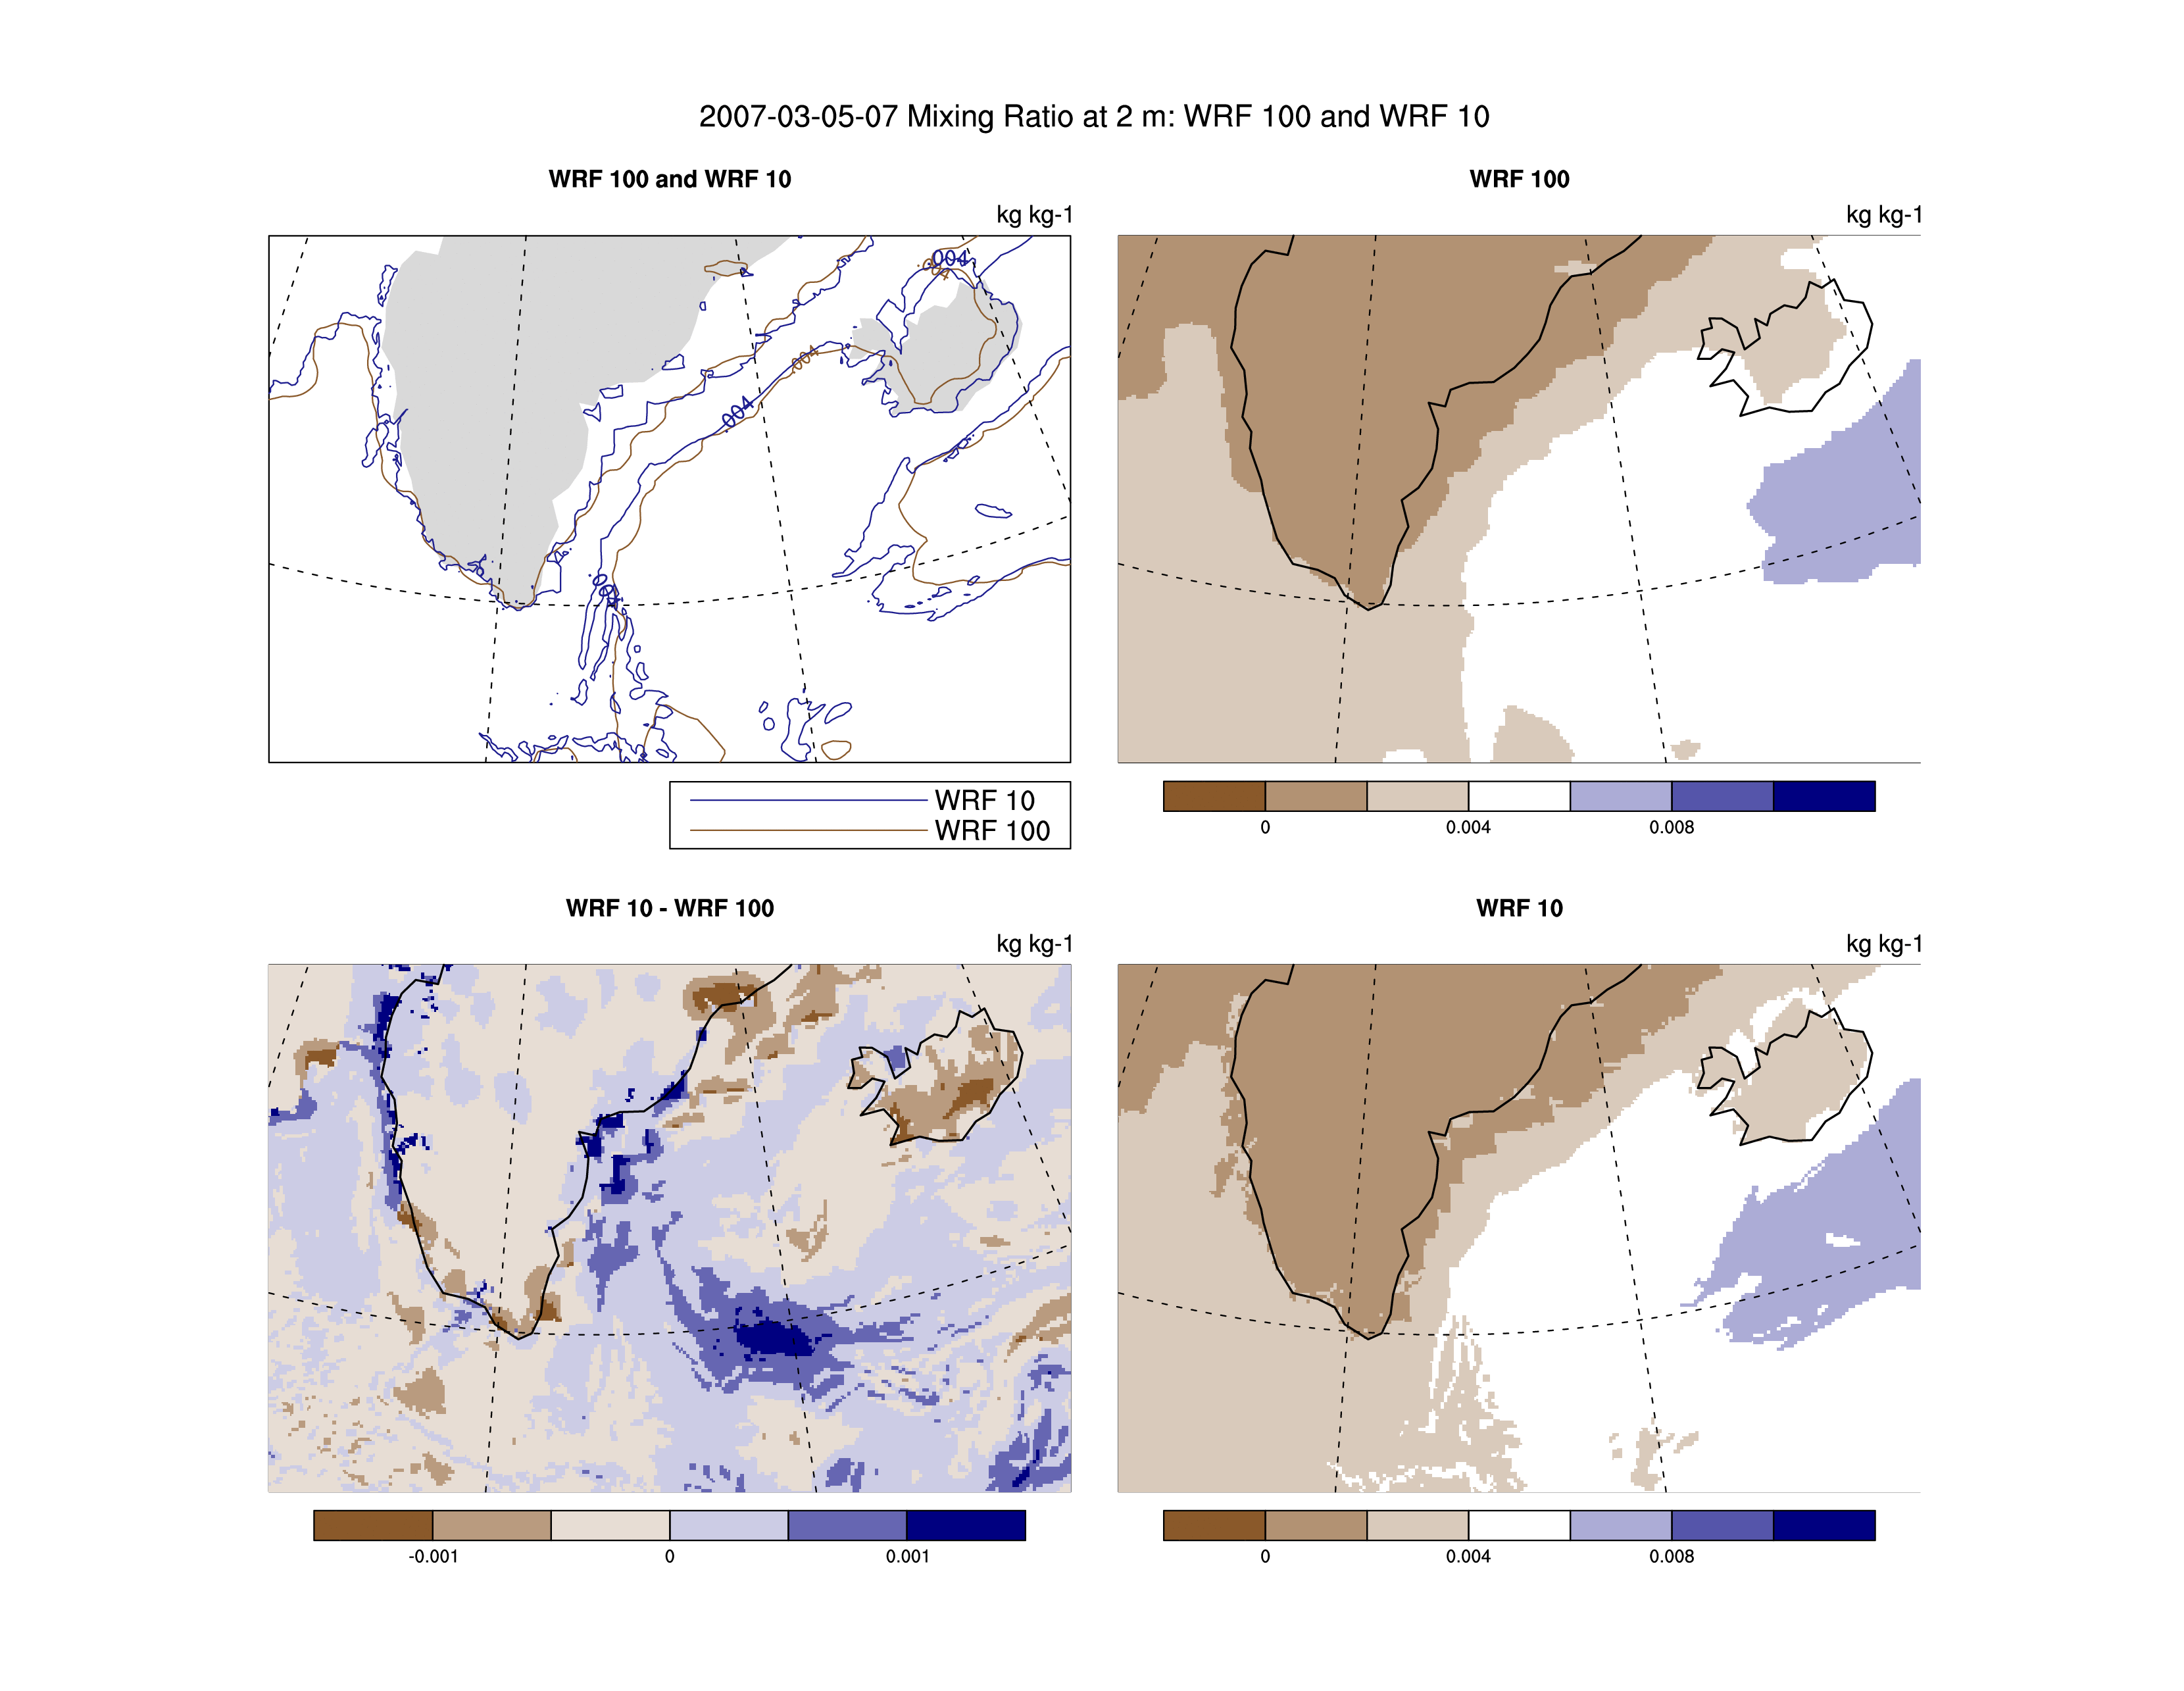 2007-03-05-07 Mixing Ratio at 2 m: WRF 100 and WRF 10
WRF 100 and WRF 10
kg kg-1
.004
.004
.004
WRF 10
WRF 100
WRF 100
kg kg-1
0
0.004
0.008
WRF 10 - WRF 100
kg kg-1
-0.001
0
0.001
WRF 10
kg kg-1
0
0.004
0.008